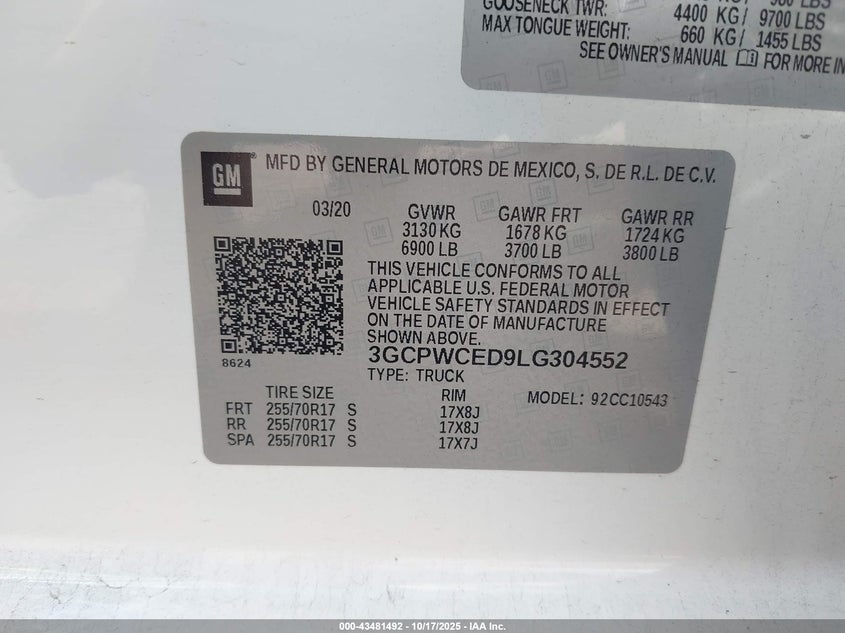 GOOSENECK TWR: 4400 KG/ 9700 LBS
MAX TONGUE WEIGHT: 660 KG/ 1455 LBS
SEE OWNER'S MANUAL FOR MORE IN
GM
MFD BY GENERAL MOTORS DE MEXICO, S. DE R.L. DE C.V.
03/20 GVWR GAWR FRT GAWR RR
3130 KG 1678 KG 1724 KG
6900 LB 3700 LB 3800 LB
THIS VEHICLE CONFORMS TO ALL
APPLICABLE U.S. FEDERAL MOTOR
VEHICLE SAFETY STANDARDS IN EFFECT
ON THE DATE OF MANUFACTURE
SHOWN ABOVE.
8624
3GCPWCED9LG304552
TYPE: TRUCK
TIRE SIZE RIM MODEL: 92CC10543
FRT 255/70R17 S 17X8J
RR 255/70R17 S 17X8J
SPA 255/70R17 S 17X7J
000-43481492 - 10/17/2025 - IAA Inc.